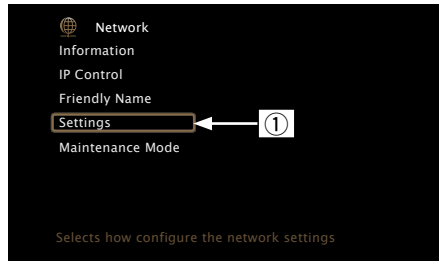 Network
Information
IP Control
Friendly Name
Settings
①
Maintenance Mode
Selects how configure the network settings